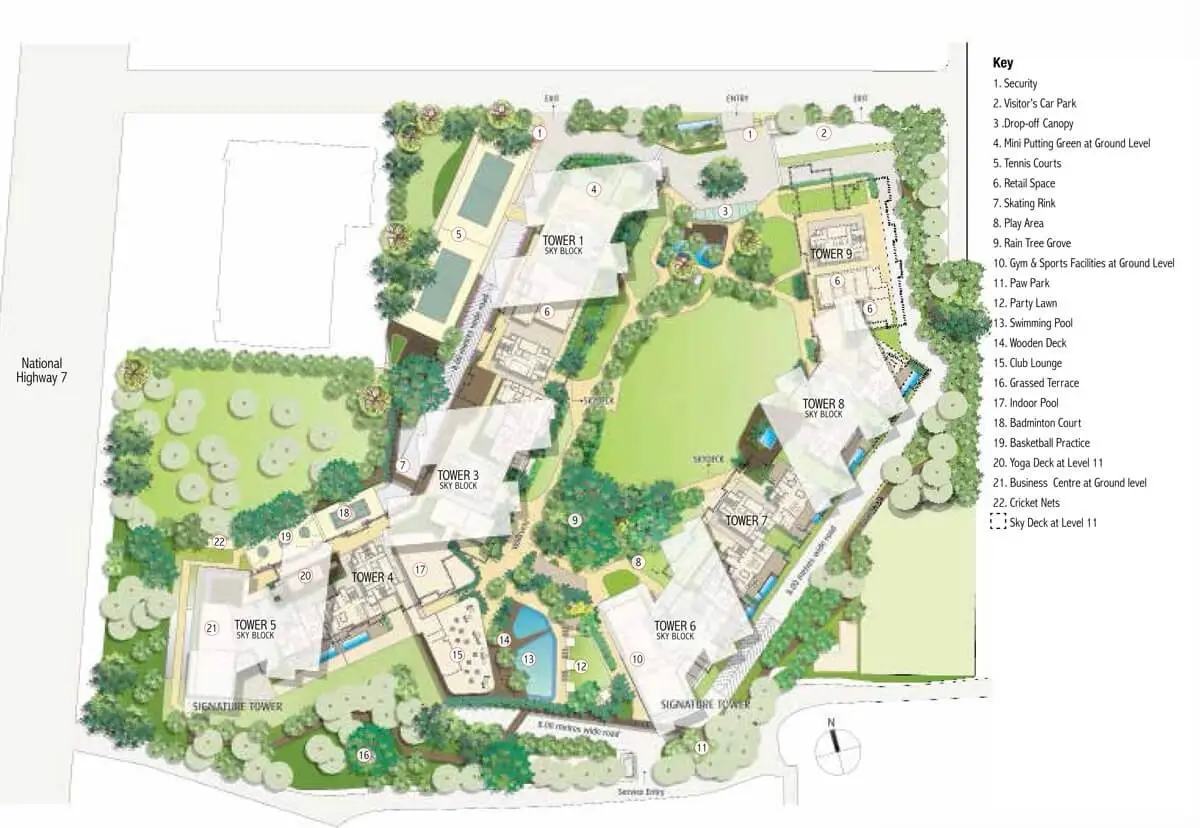 EXIT
ENTRY
EXIT
1
1
2
4
3
5
TOWER 1
SKY BLOCK
TOWER 9
6
6
6
National
Highway 7
SKYDECK
TOWER 8
SKY BLOCK
SKYDECK
7
TOWER 3
SKY BLOCK
18
9
TOWER 7
19
22
20
TOWER 4
17
8
8.00 metres wide road
21
TOWER 5
SKY BLOCK
TOWER 6
SKY BLOCK
14
15
13
12
10
SIGNATURE TOWER
SIGNATURE TOWER
8.00 metres wide road
16
11
N
Service Entry
Key
1. Security
2. Visitor's Car Park
3 .Drop-off Canopy
4. Mini Putting Green at Ground Level
5. Tennis Courts
6. Retail Space
7. Skating Rink
8. Play Area
9. Rain Tree Grove
10. Gym & Sports Facilities at Ground Level
11. Paw Park
12. Party Lawn
13. Swimming Pool
14. Wooden Deck
15. Club Lounge
16. Grassed Terrace
17. Indoor Pool
18. Badminton Court
19. Basketball Practice
20. Yoga Deck at Level 11
21. Business Centre at Ground level
22. Cricket Nets
Sky Deck at Level 11